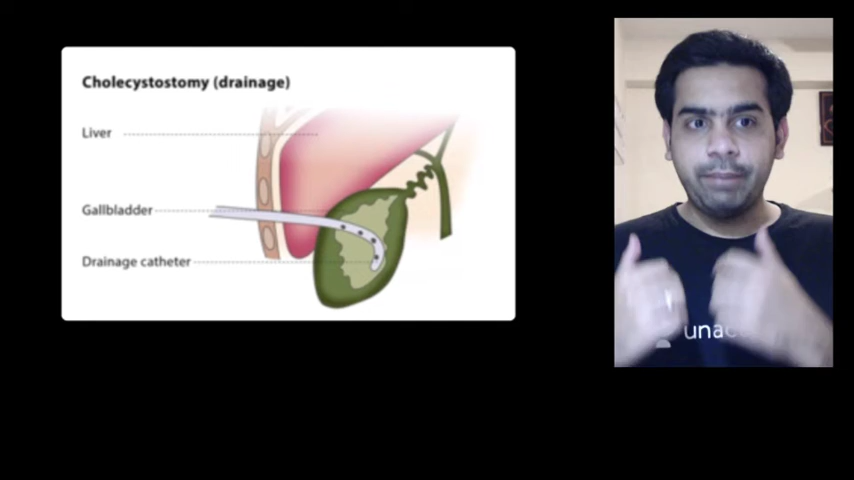 Cholecystostomy (drainage)
Liver
Gallbladder
Drainage catheter